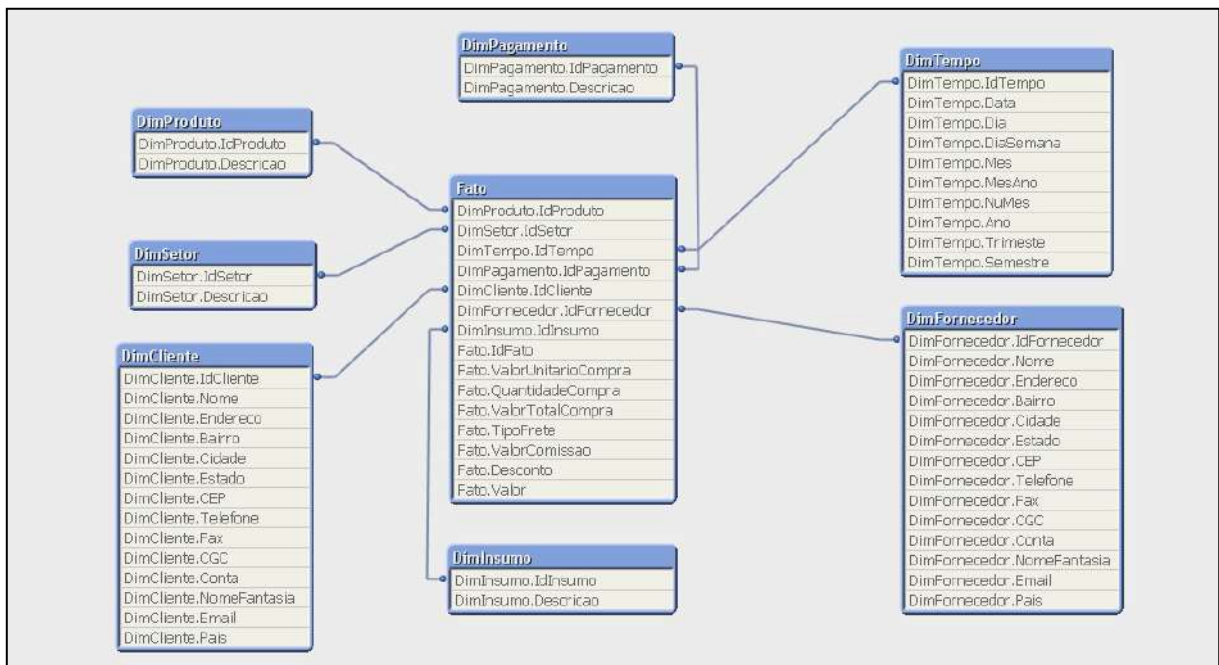 DimPagamento
DimPagamento.IdPagamento
DimPagamento.Descricao
DimTempo
DimTempo.IdTempo
DimTempo.Data
DimTempo.Dia
DimTempo.DiaSemana
DimTempo.Mes
DimTempo.MesAno
DimTempo.NuMes
DimTempo.Ano
DimTempo.Trimeste
DimTempo.Semestre
DimProduto
DimProduto.IdProduto
DimProduto.Descricao
Fato
DimProduto.IdProduto
DimSetor.IdSetor
DimTempo.IdTempo
DimPagamento.IdPagamento
DimCliente.IdCliente
DimFornecedor.IdFornecedor
DimInsumo.IdInsumo
Fato.IdFato
Fato.ValorUnitarioCompra
Fato.QuantidadeCompra
Fato.ValorTotalCompra
Fato.TipoFrete
Fato.ValorComissao
Fato.Desconto
Fato.Valor
DimSetor
DimSetor.IdSetor
DimSetor.Descricao
DimFornecedor
DimFornecedor.IdFornecedor
DimFornecedor.Nome
DimFornecedor.Endereco
DimFornecedor.Bairro
DimFornecedor.Cidade
DimFornecedor.Estado
DimFornecedor.CEP
DimFornecedor.Telefone
DimFornecedor.Fax
DimFornecedor.CGC
DimFornecedor.Conta
DimFornecedor.NomeFantasia
DimFornecedor.Email
DimFornecedor.Pais
DimCliente
DimCliente.IdCliente
DimCliente.Nome
DimCliente.Endereco
DimCliente.Bairro
DimCliente.Cidade
DimCliente.Estado
DimCliente.CEP
DimCliente.Telefone
DimCliente.Fax
DimCliente.CGC
DimCliente.Conta
DimCliente.NomeFantasia
DimCliente.Email
DimCliente.Pais
DimInsumo
DimInsumo.IdInsumo
DimInsumo.Descricao